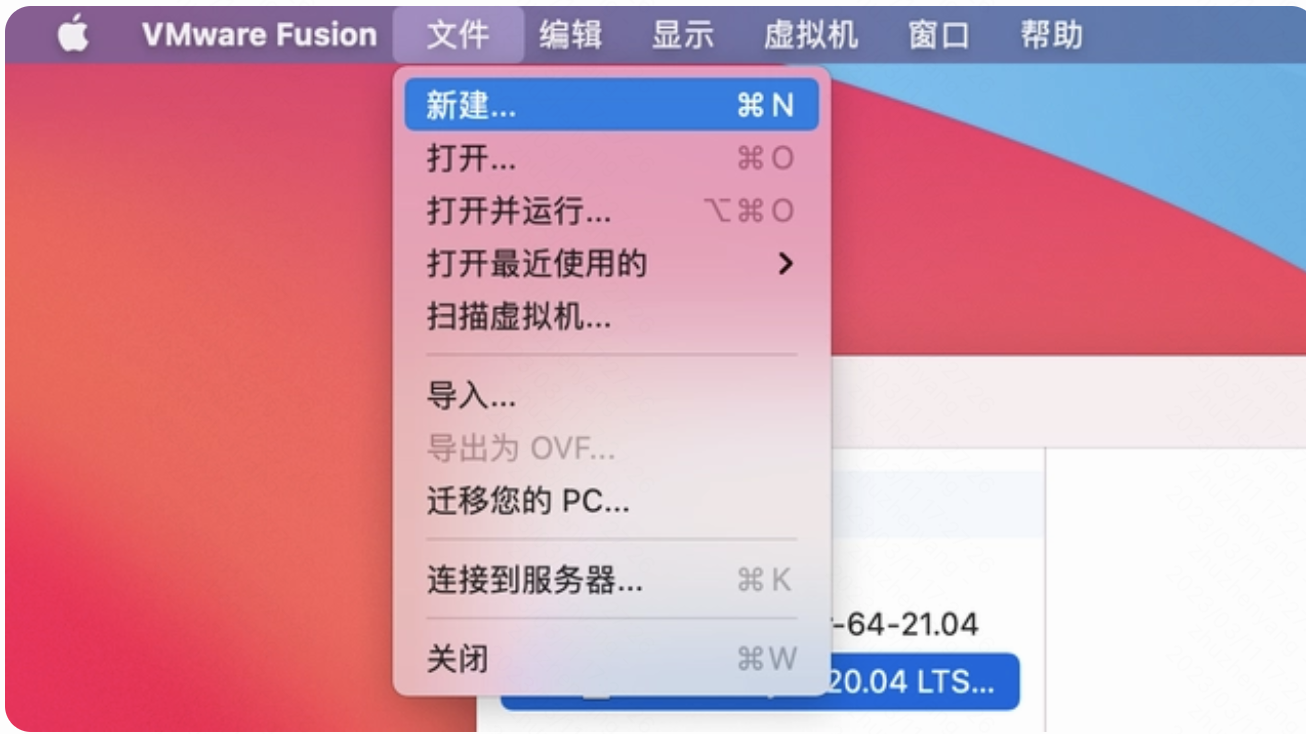 VMware Fusion 文件 编辑 显示 虚拟机 窗口 帮助
新建... ⌘N
打开... ⌘O
打开并运行... ⌥⌘O
打开最近使用的 >
扫描虚拟机...
导入...
导出为 OVF...
迁移您的 PC...
连接到服务器... ⌘K
-64-21.04
关闭 ⌘W
20.04 LTS...